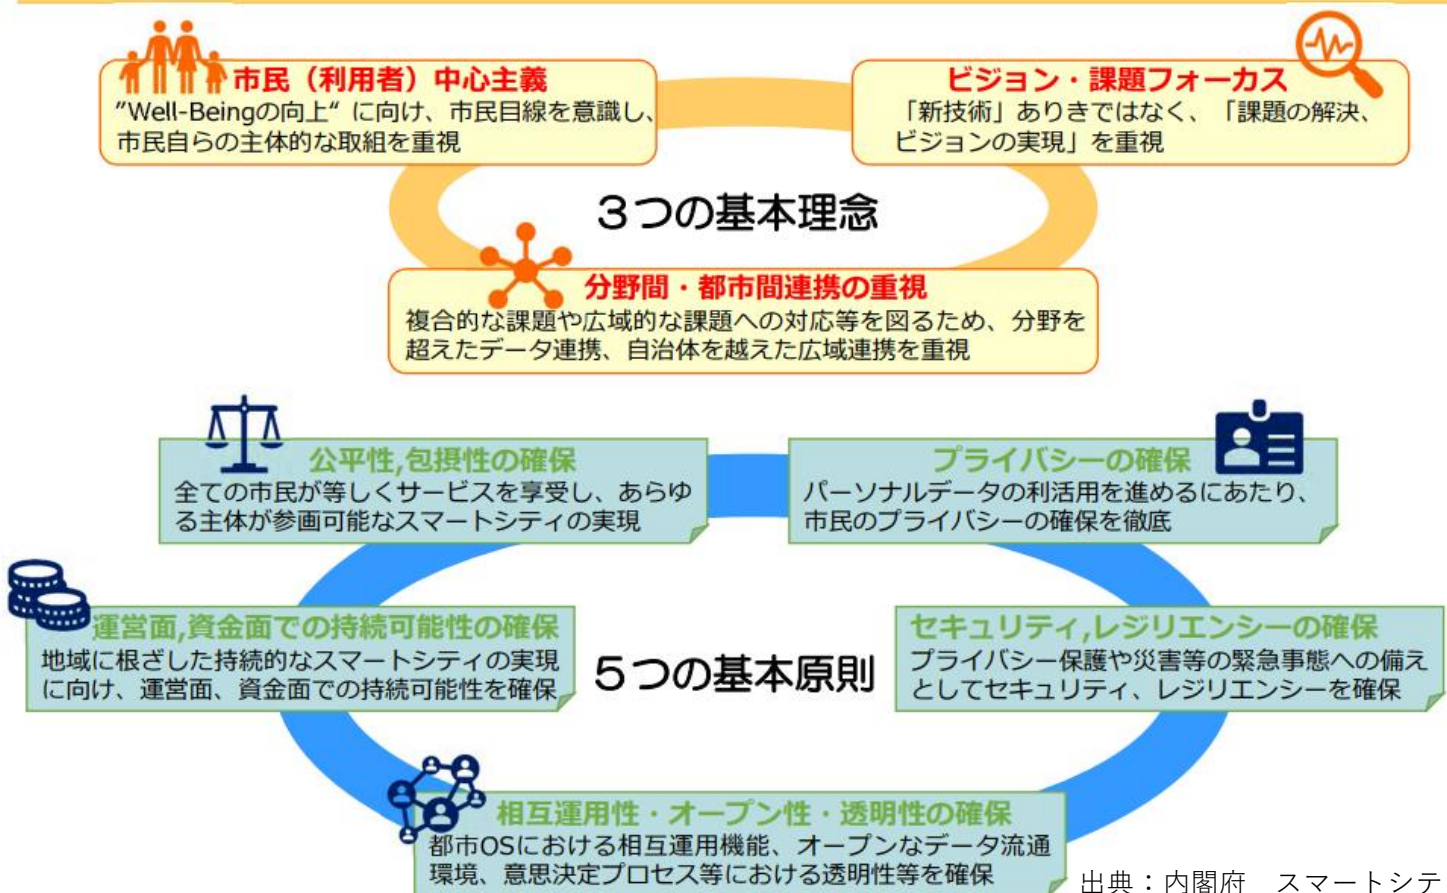 市民（利用者）中心主義
”Well-Beingの向上“ に向け、市民目線を意識し、
市民自らの主体的な取組を重視
ビジョン・課題フォーカス
「新技術」ありきではなく、「課題の解決、
ビジョンの実現」を重視
３つの基本理念
分野間・都市間連携の重視
複合的な課題や広域的な課題への対応等を図るため、分野を
超えたデータ連携、自治体を越えた広域連携を重視
公平性,包摂性の確保
全ての市民が等しくサービスを享受し、あらゆ
る主体が参画可能なスマートシティの実現
プライバシーの確保
パーソナルデータの利活用を進めるにあたり、
市民のプライバシーの確保を徹底
運営面,資金面での持続可能性の確保
地域に根ざした持続的なスマートシティの実現
に向け、運営面、資金面での持続可能性を確保
５つの基本原則
セキュリティ,レジリエンシーの確保
プライバシー保護や災害等の緊急事態への備え
としてセキュリティ、レジリエンシーを確保
相互運用性・オープン性・透明性の確保
都市OSにおける相互運用機能、オープンなデータ流通
環境、意思決定プロセス等における透明性等を確保
出典：内閣府　スマートシテ